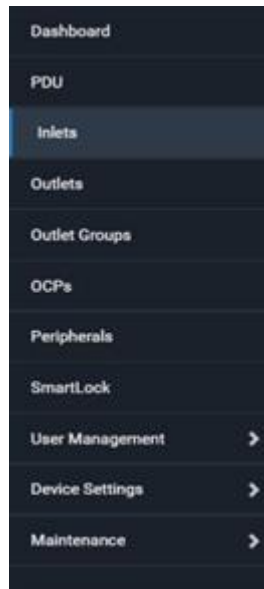 Dashboard
PDU
Inlets
Outlets
Outlet Groups
OCPs
Peripherals
SmartLock
User Management
Device Settings
Maintenance